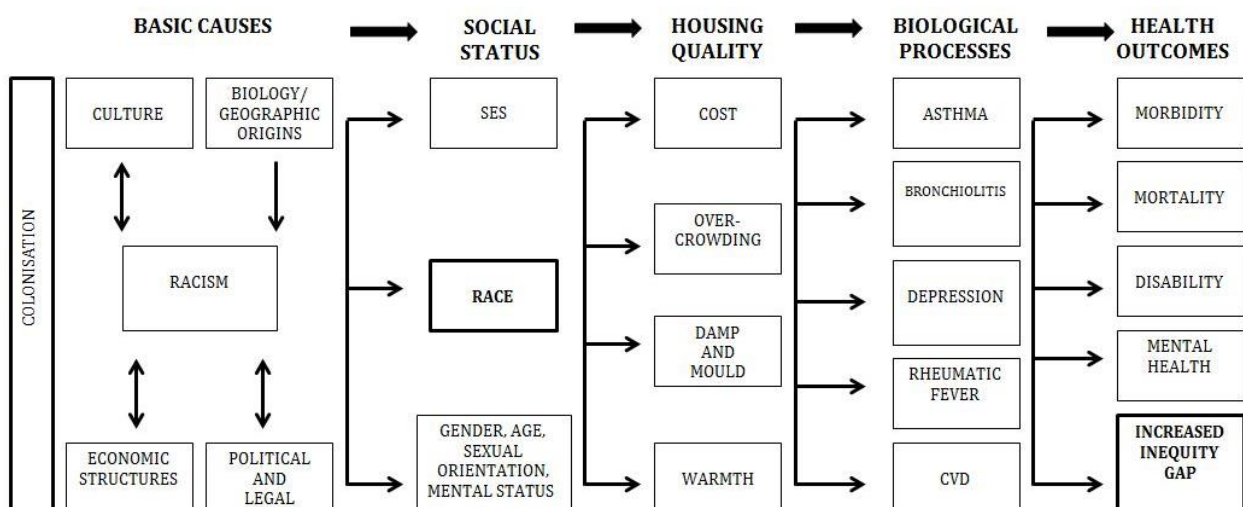 BASIC CAUSES
SOCIAL
STATUS
HOUSING
QUALITY
BIOLOGICAL
PROCESSES
HEALTH
OUTCOMES
COLONISATION
CULTURE
BIOLOGY/
GEOGRAPHIC
ORIGINS
RACISM
ECONOMIC
STRUCTURES
POLITICAL
AND
LEGAL
SES
RACE
GENDER, AGE,
SEXUAL
ORIENTATION,
MENTAL STATUS
COST
OVER-
CROWDING
DAMP
AND
MOULD
WARMTH
ASTHMA
BRONCHIOLITIS
DEPRESSION
RHEUMATIC
FEVER
CVD
MORBIDITY
MORTALITY
DISABILITY
MENTAL
HEALTH
INCREASED
INEQUITY
GAP